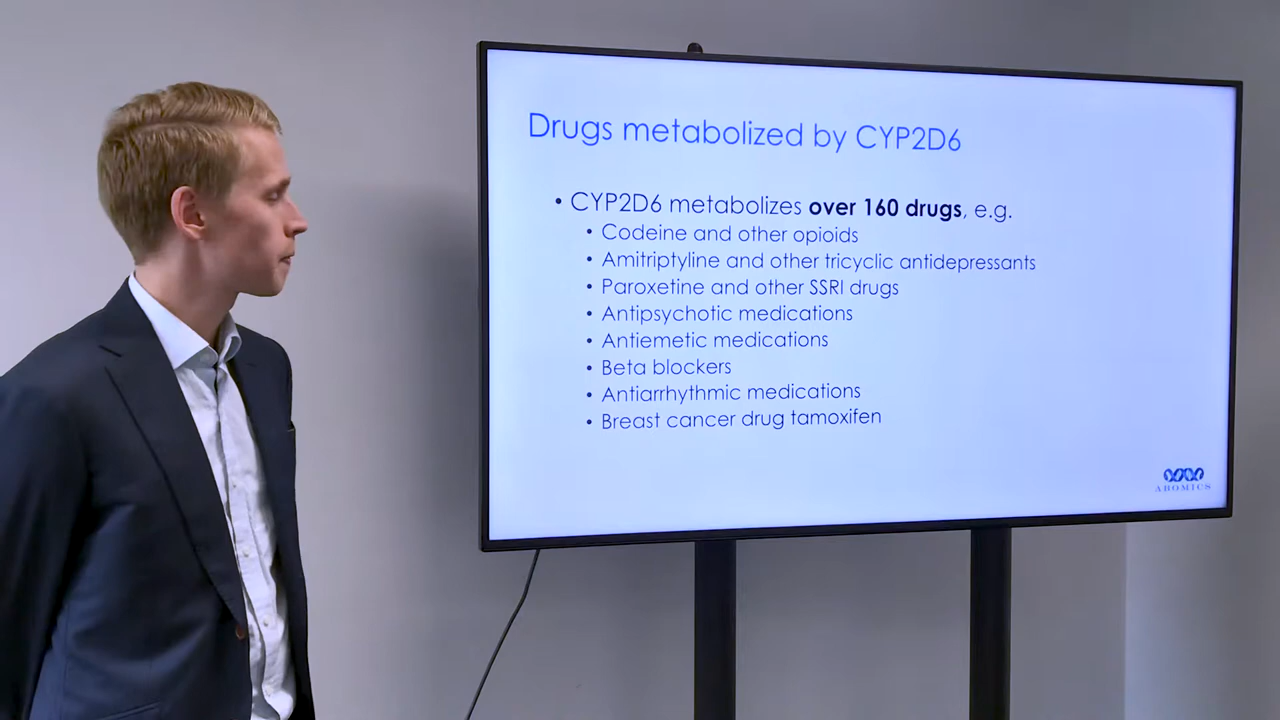 Drugs metabolized by CYP2D6
• CYP2D6 metabolizes over 160 drugs, e.g.
• Codeine and other opioids
• Amitriptyline and other tricyclic antidepressants
• Paroxetine and other SSRI drugs
• Antipsychotic medications
• Antiemetic medications
• Beta blockers
• Antiarrhythmic medications
• Breast cancer drug tamoxifen
ABOMICS